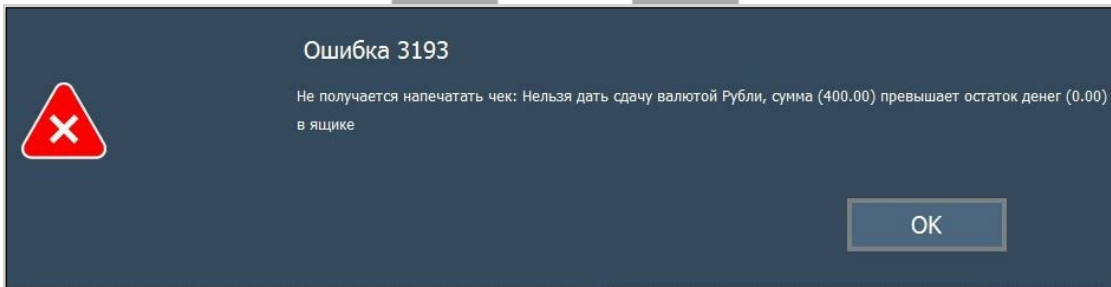 Ошибка 3193
Не получается напечатать чек: Нельзя дать сдачу валютой Рубли, сумма (400.00) превышает остаток денег (0.00)
в ящике
OK